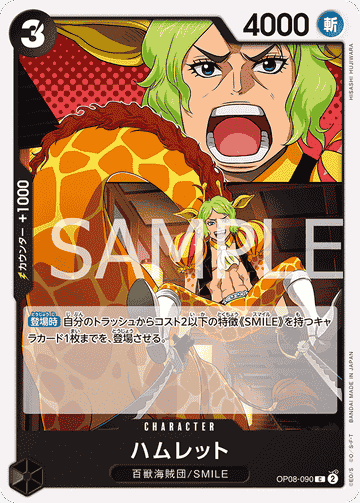 3
4000
斬
HISASHI FUJIWARA
カウンター +1000
SAMPLE
登場時 自分のトラッシュからコスト2以下の特徴《SMILE》を持つキャ
ラカード1枚までを、登場させる。
CHARACTER
ハムレット
百獣海賊団/SMILE
OP08-090 C 2
BANDAI MADE IN JAPAN